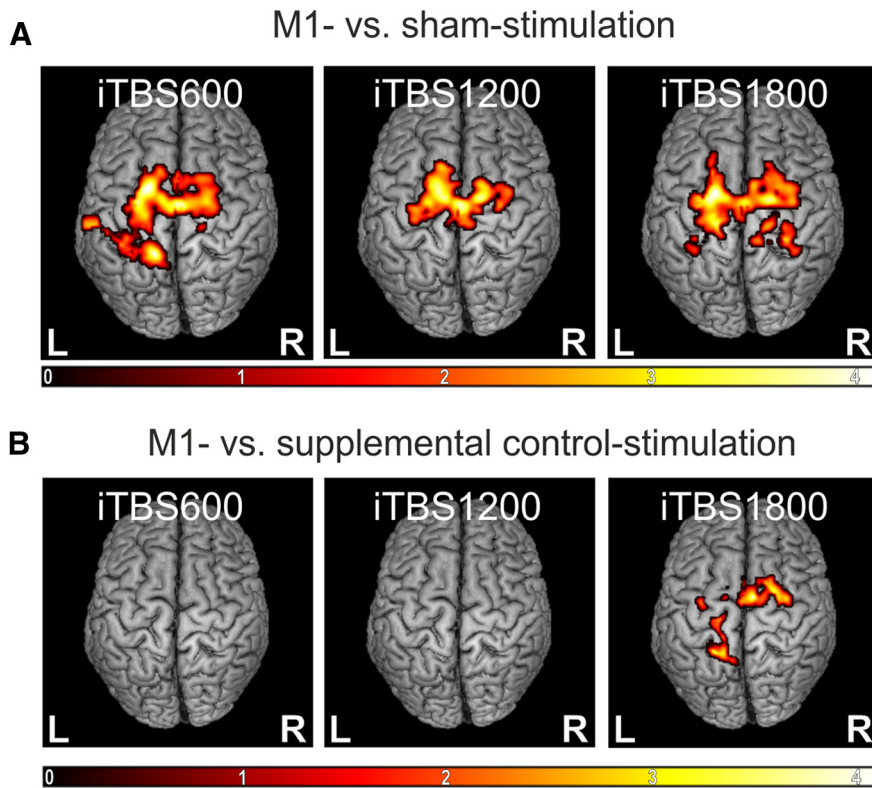 A
M1- vs. sham-stimulation
iTBS600 iTBS1200 iTBS1800
L R L R L R
0 1 2 3 4
B
M1- vs. supplemental control-stimulation
iTBS600 iTBS1200 iTBS1800
L R L R L R
0 1 2 3 4